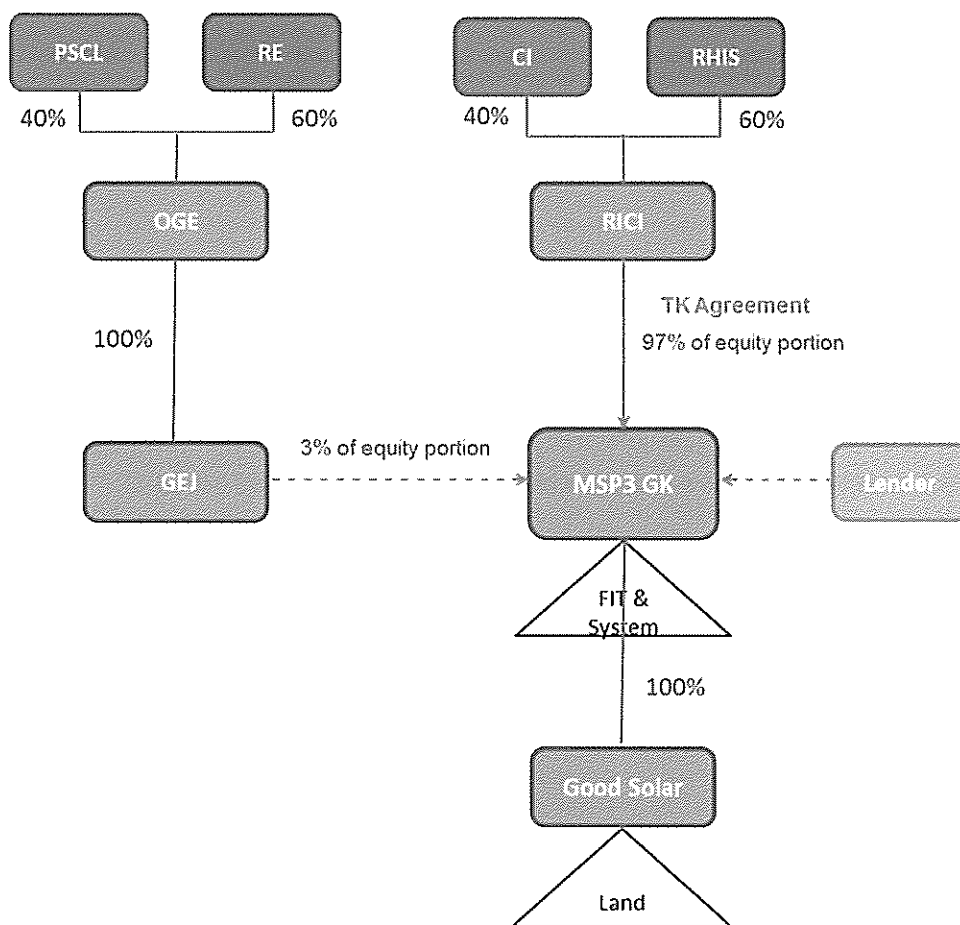 PSCL
RE
CI
RHIS
40%
60%
40%
60%
OGE
RICI
TK Agreement
100%
97% of equity portion
GEJ
3% of equity portion
MSP3 GK
Lender
FIT &
System
100%
Good Solar
Land